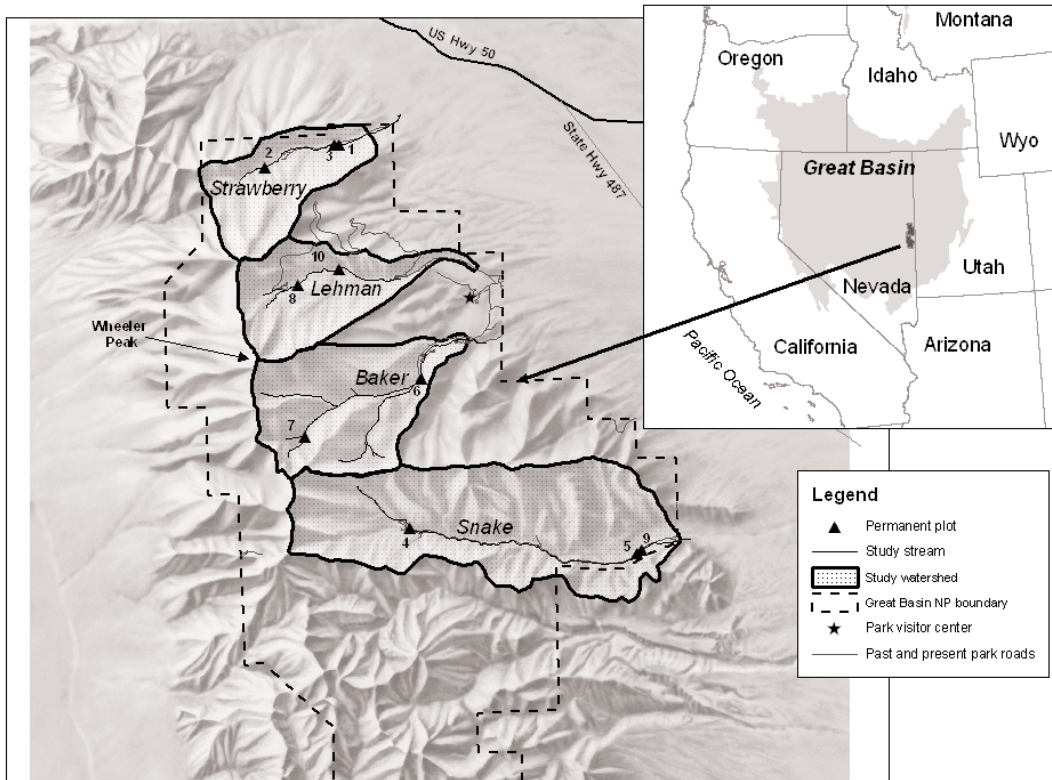 US Hwy 50
State Hwy 487
2
3
1
Strawberry
10
8
Lehman
Wheeler
Peak
Baker
6
7
Snake
4
5
9
Montana
Oregon
Idaho
Wyo
Great Basin
Utah
Nevada
California
Arizona
Pacific Ocean
Legend
Permanent plot
Study stream
Study watershed
Great Basin NP boundary
Park visitor center
Past and present park roads